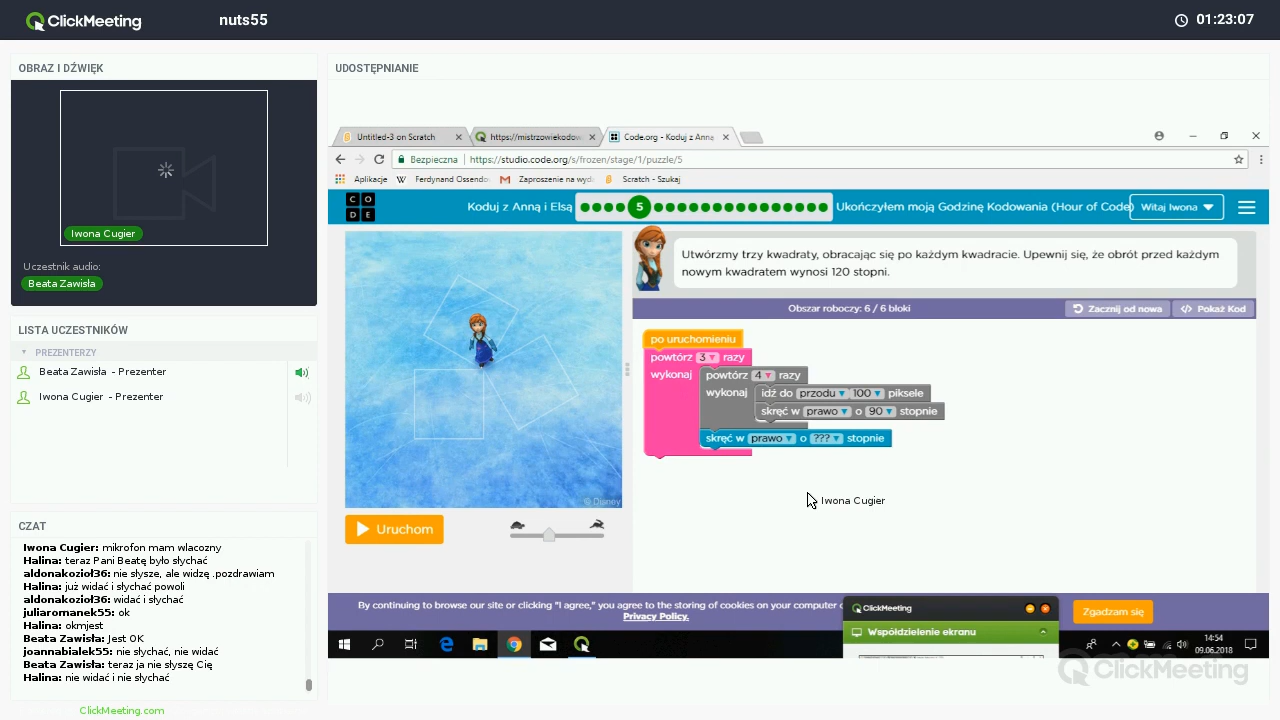 ClickMeeting
nuts55
01:23:07
OBRAZ I DŹWIĘK
Iwona Cugier
Uczestnik audio:
Beata Zawisła
LISTA UCZESTNIKÓW
PREZENTERZY
Beata Zawisła - Prezenter
Iwona Cugier - Prezenter
CZAT
Iwona Cugier: mikrofon mam wlacozny
Halina: teraz Pani Beatę było słychać
aldonakozioł36: nie słysze, ale widzę .pozdrawiam
Halina: już widać i słychać powoli
aldonakozioł36: widać i słychać
juliaromanek55: ok
Halina: okmjest
Beata Zawisła: Jest OK
joannabialek55: nie słychać, nie widać
Beata Zawisła: teraz ja nie słyszę Cię
Halina: nie widać i nie słychać
ClickMeeting.com
UDOSTĘPNIANIE
Untitled-3 on Scratch
https://mistrzowiekodow
Code.org - Koduj z Anną
Bezpieczna
https://studio.code.org/s/frozen/stage/1/puzzle/5
Aplikacje
Ferdynand Ossendo
Zaproszenie na wyd
Scratch - Szukaj
CODE
Koduj z Anną i Elsą
5
Ukończyłem moją Godzinę Kodowania (Hour of Code)
Witaj Iwona
Utwórzmy trzy kwadraty, obracając się po każdym kwadracie. Upewnij się, że obrót przed każdym
nowym kwadratem wynosi 120 stopni.
Obszar roboczy: 6 / 6 bloki
Zacznij od nowa
Pokaż Kod
po uruchomieniu
powtórz 3 razy
wykonaj
powtórz 4 razy
wykonaj
idź do przodu 100 piksele
skręć w prawo o 90 stopnie
skręć w prawo o ??? stopnie
Iwona Cugier
© Disney
Uruchom
By continuing to browse our site or clicking "I agree," you agree to the storing of cookies on your computer
Privacy Policy.
Zgadzam się
ClickMeeting
Współdzielenie ekranu
14:54
09.06.2018
ClickMeeting